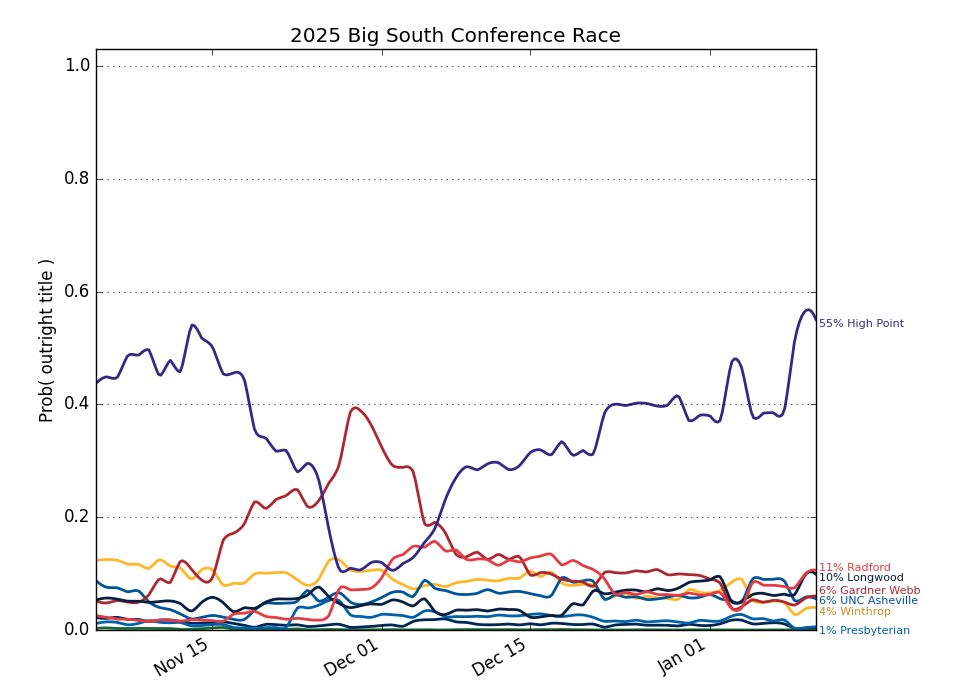 2025 Big South Conference Race
Prob( outright title )
1.0
0.8
0.6
0.4
0.2
0.0
Nov 15
Dec 01
Dec 15
Jan 01
55% High Point
11% Radford
10% Longwood
6% Gardner Webb
6% UNC Asheville
4% Winthrop
1% Presbyterian